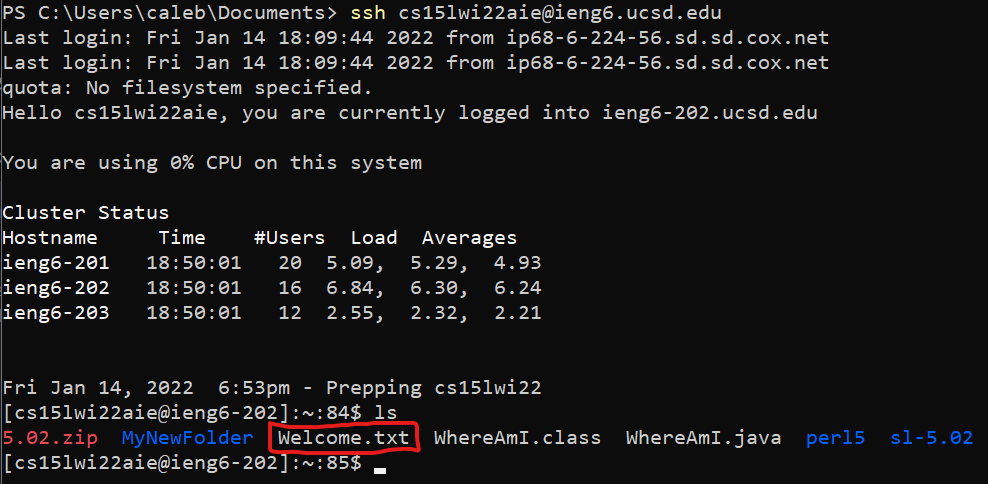 PS C:\Users\caleb\Documents> ssh cs15lwi22aie@ieng6.ucsd.edu
Last login: Fri Jan 14 18:09:44 2022 from ip68-6-224-56.sd.sd.cox.net
Last login: Fri Jan 14 18:09:44 2022 from ip68-6-224-56.sd.sd.cox.net
quota: No filesystem specified.
Hello cs15lwi22aie, you are currently logged into ieng6-202.ucsd.edu
You are using 0% CPU on this system
Cluster Status
Hostname     Time    #Users  Load  Averages
ieng6-201   18:50:01   20  5.09,  5.29,  4.93
ieng6-202   18:50:01   16  6.84,  6.30,  6.24
ieng6-203   18:50:01   12  2.55,  2.32,  2.21
Fri Jan 14, 2022  6:53pm - Prepping cs15lwi22
[cs15lwi22aie@ieng6-202]:~:84$ ls
5.02.zip  MyNewFolder  Welcome.txt  WhereAmI.class  WhereAmI.java  perl5  sl-5.02
[cs15lwi22aie@ieng6-202]:~:85$